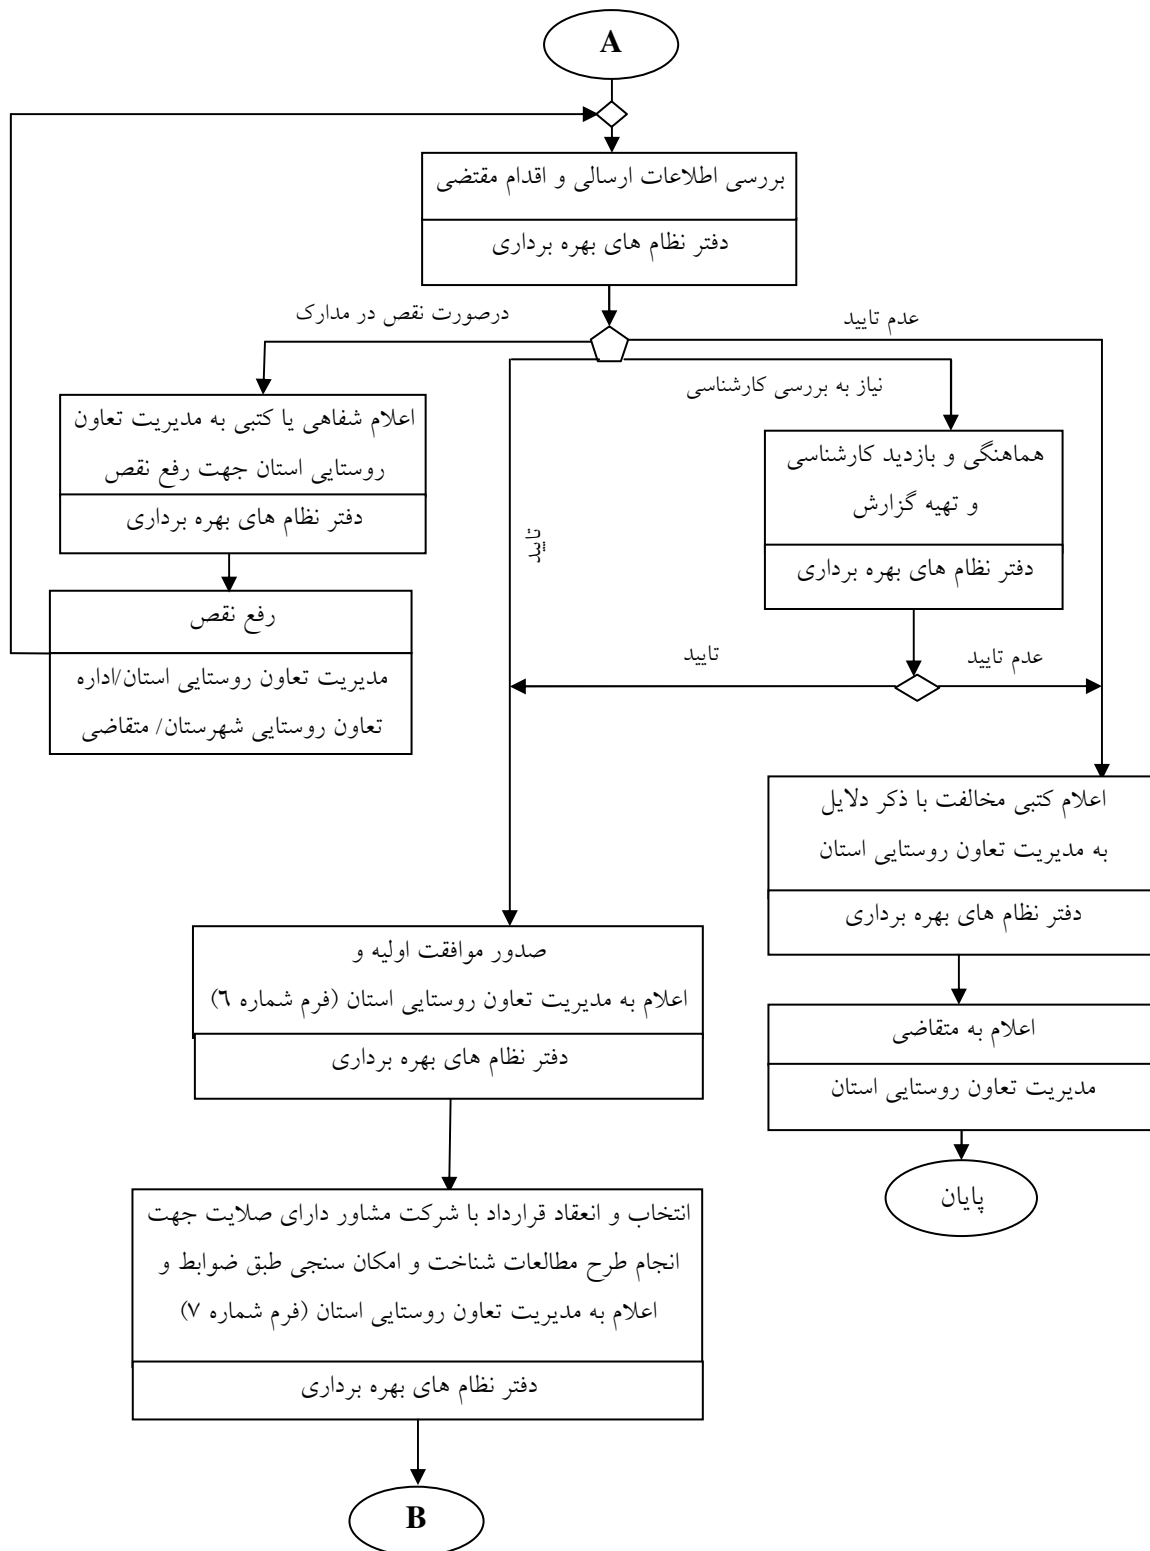 A
بررسی اطلاعات ارسالی و اقدام مقتضی
دفتر نظام های بهره برداری
درصورت نقص در مدارک
عدم تایید
نیاز به بررسی کارشناسی
اعلام شفاهی یا کتبی به مدیریت تعاون
روستایی استان جهت رفع نقص
دفتر نظام های بهره برداری
هماهنگی و بازدید کارشناسی
و تهیه گزارش
دفتر نظام های بهره برداری
تایید
رفع نقص
مدیریت تعاون روستایی استان/اداره
تعاون روستایی شهرستان/ متقاضی
تایید
عدم تایید
اعلام کتبی مخالفت با ذکر دلایل
به مدیریت تعاون روستایی استان
دفتر نظام های بهره برداری
صدور موافقت اولیه و
اعلام به مدیریت تعاون روستایی استان (فرم شماره ٦)
دفتر نظام های بهره برداری
اعلام به متقاضی
مدیریت تعاون روستایی استان
پایان
انتخاب و انعقاد قرارداد با شرکت مشاور دارای صلایت جهت
انجام طرح مطالعات شناخت و امکان سنجی طبق ضوابط و
اعلام به مدیریت تعاون روستایی استان (فرم شماره ٧)
دفتر نظام های بهره برداری
B